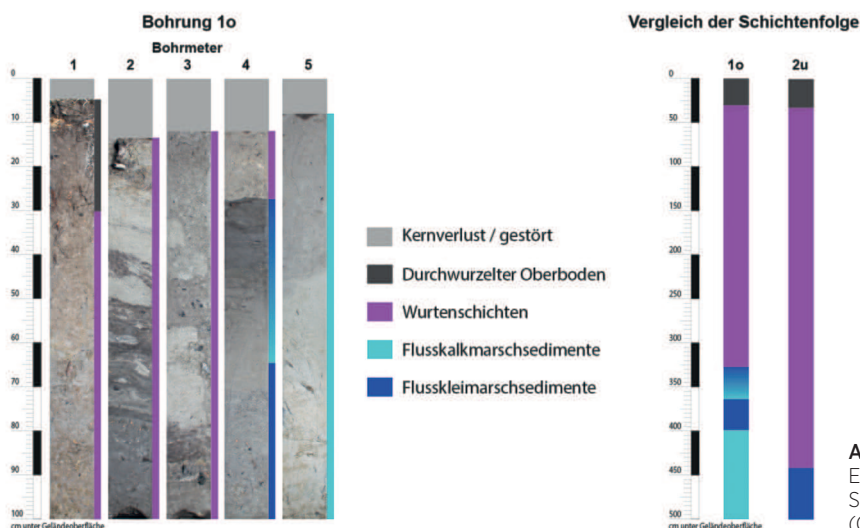 Bohrung 1o
Bohrmeter
1 2 3 4 5
0
10
20
30
40
50
60
70
80
90
100
cm unter Geländeoberfläche
Kernverlust / gestört
Durchwurzelter Oberboden
Wurtenschichten
Flusskalkmarschsedimente
Flusskleimarschsedimente
Vergleich der Schichtenfolge
1o 2u
0
50
100
150
200
250
300
350
400
450
500
cm unter Geländeoberfläche
A
E
S